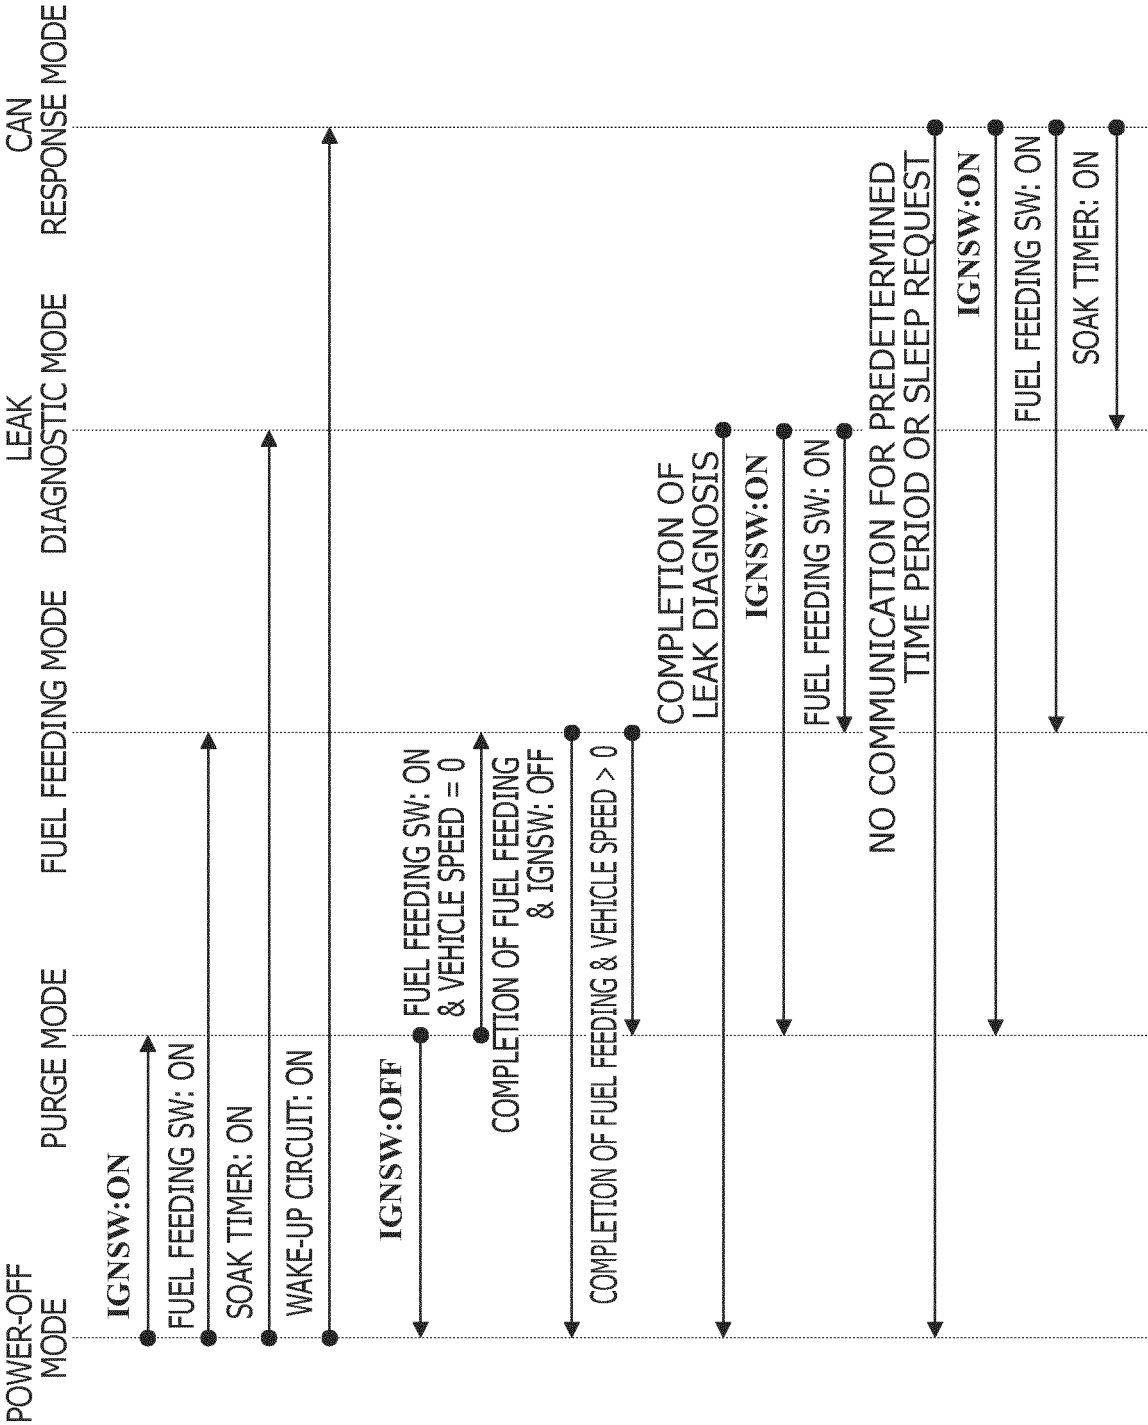 POWER-OFF
MODE
PURGE MODE
FUEL FEEDING MODE
LEAK
DIAGNOSTIC MODE
CAN
RESPONSE MODE
IGNSW:ON
FUEL FEEDING SW: ON
SOAK TIMER: ON
WAKE-UP CIRCUIT: ON
IGNSW:OFF
FUEL FEEDING SW: ON
& VEHICLE SPEED = 0
COMPLETION OF FUEL FEEDING
& IGNSW: OFF
COMPLETION OF FUEL FEEDING & VEHICLE SPEED > 0
COMPLETION OF
LEAK DIAGNOSIS
IGNSW:ON
FUEL FEEDING SW: ON
NO COMMUNICATION FOR PREDETERMINED
TIME PERIOD OR SLEEP REQUEST
IGNSW:ON
FUEL FEEDING SW: ON
SOAK TIMER: ON